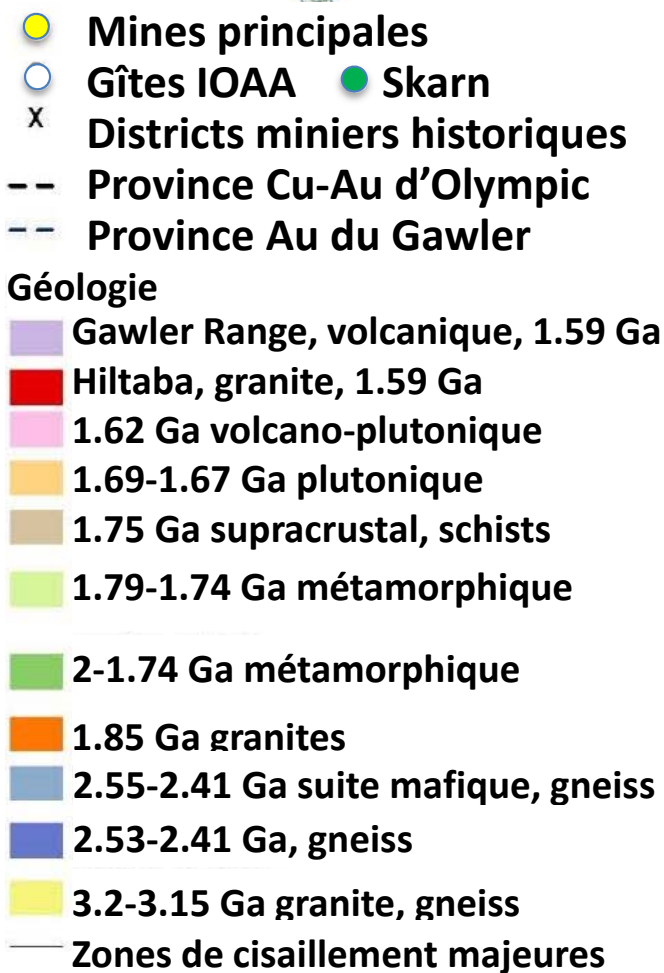 Mines principales
Gîtes IOAA Skarn
X Districts miniers historiques
Province Cu-Au d’Olympic
Province Au du Gawler
Géologie
Gawler Range, volcanique, 1.59 Ga
Hiltaba, granite, 1.59 Ga
1.62 Ga volcano-plutonique
1.69-1.67 Ga plutonique
1.75 Ga supracrustal, schists
1.79-1.74 Ga métamorphique
2-1.74 Ga métamorphique
1.85 Ga granites
2.55-2.41 Ga suite mafique, gneiss
2.53-2.41 Ga, gneiss
3.2-3.15 Ga granite, gneiss
Zones de cisaillement majeures